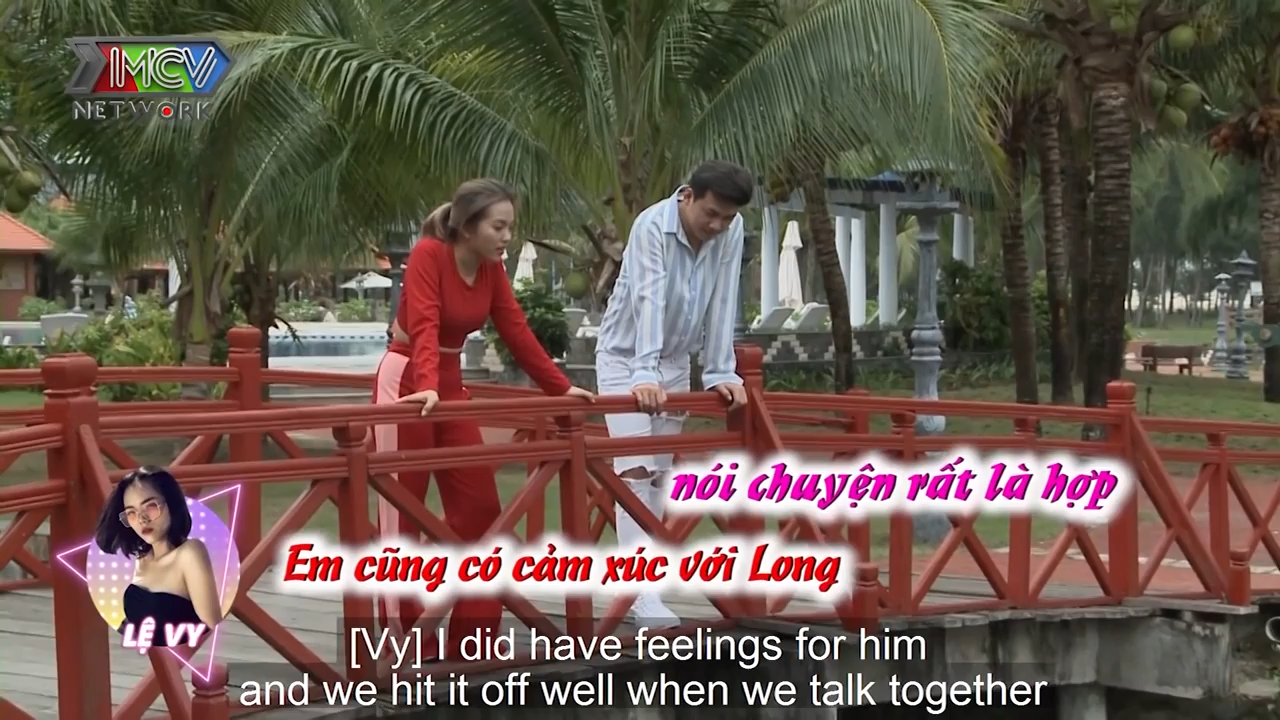 MCV
NETWORK
nói chuyện rất là hợp
Em cũng có cảm xúc với Long
LỆ VY
[Vy] I did have feelings for him
and we hit it off well when we talk together